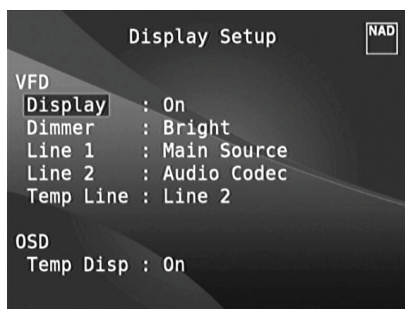 Display Setup
NAD
VFD
Display : On
Dimmer : Bright
Line 1 : Main Source
Line 2 : Audio Codec
Temp Line : Line 2
OSD
Temp Disp : On